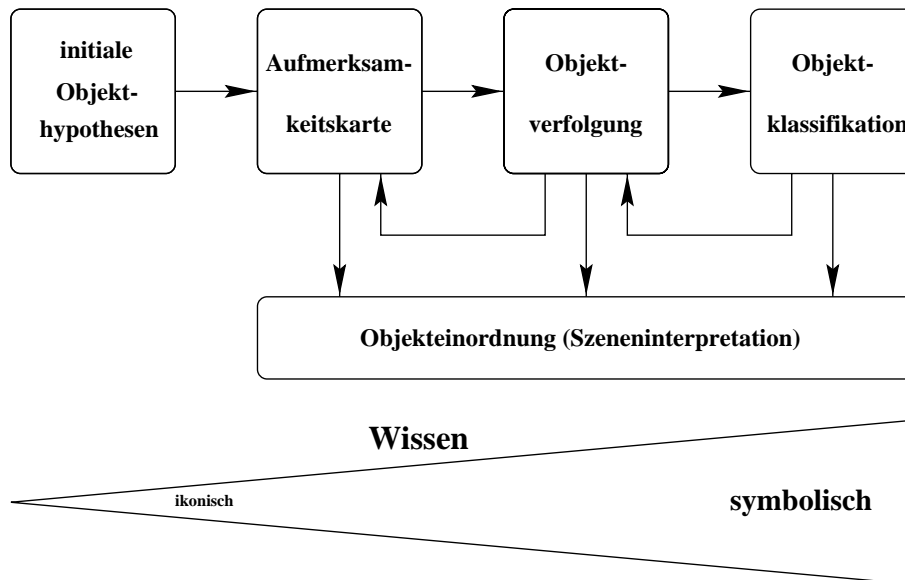 initiale
Objekt-
hypothesen
Aufmerksam-
keitskarte
Objekt-
verfolgung
Objekt-
klassifikation
Objekteinordnung (Szeneninterpretation)
Wissen
ikonisch
symbolisch